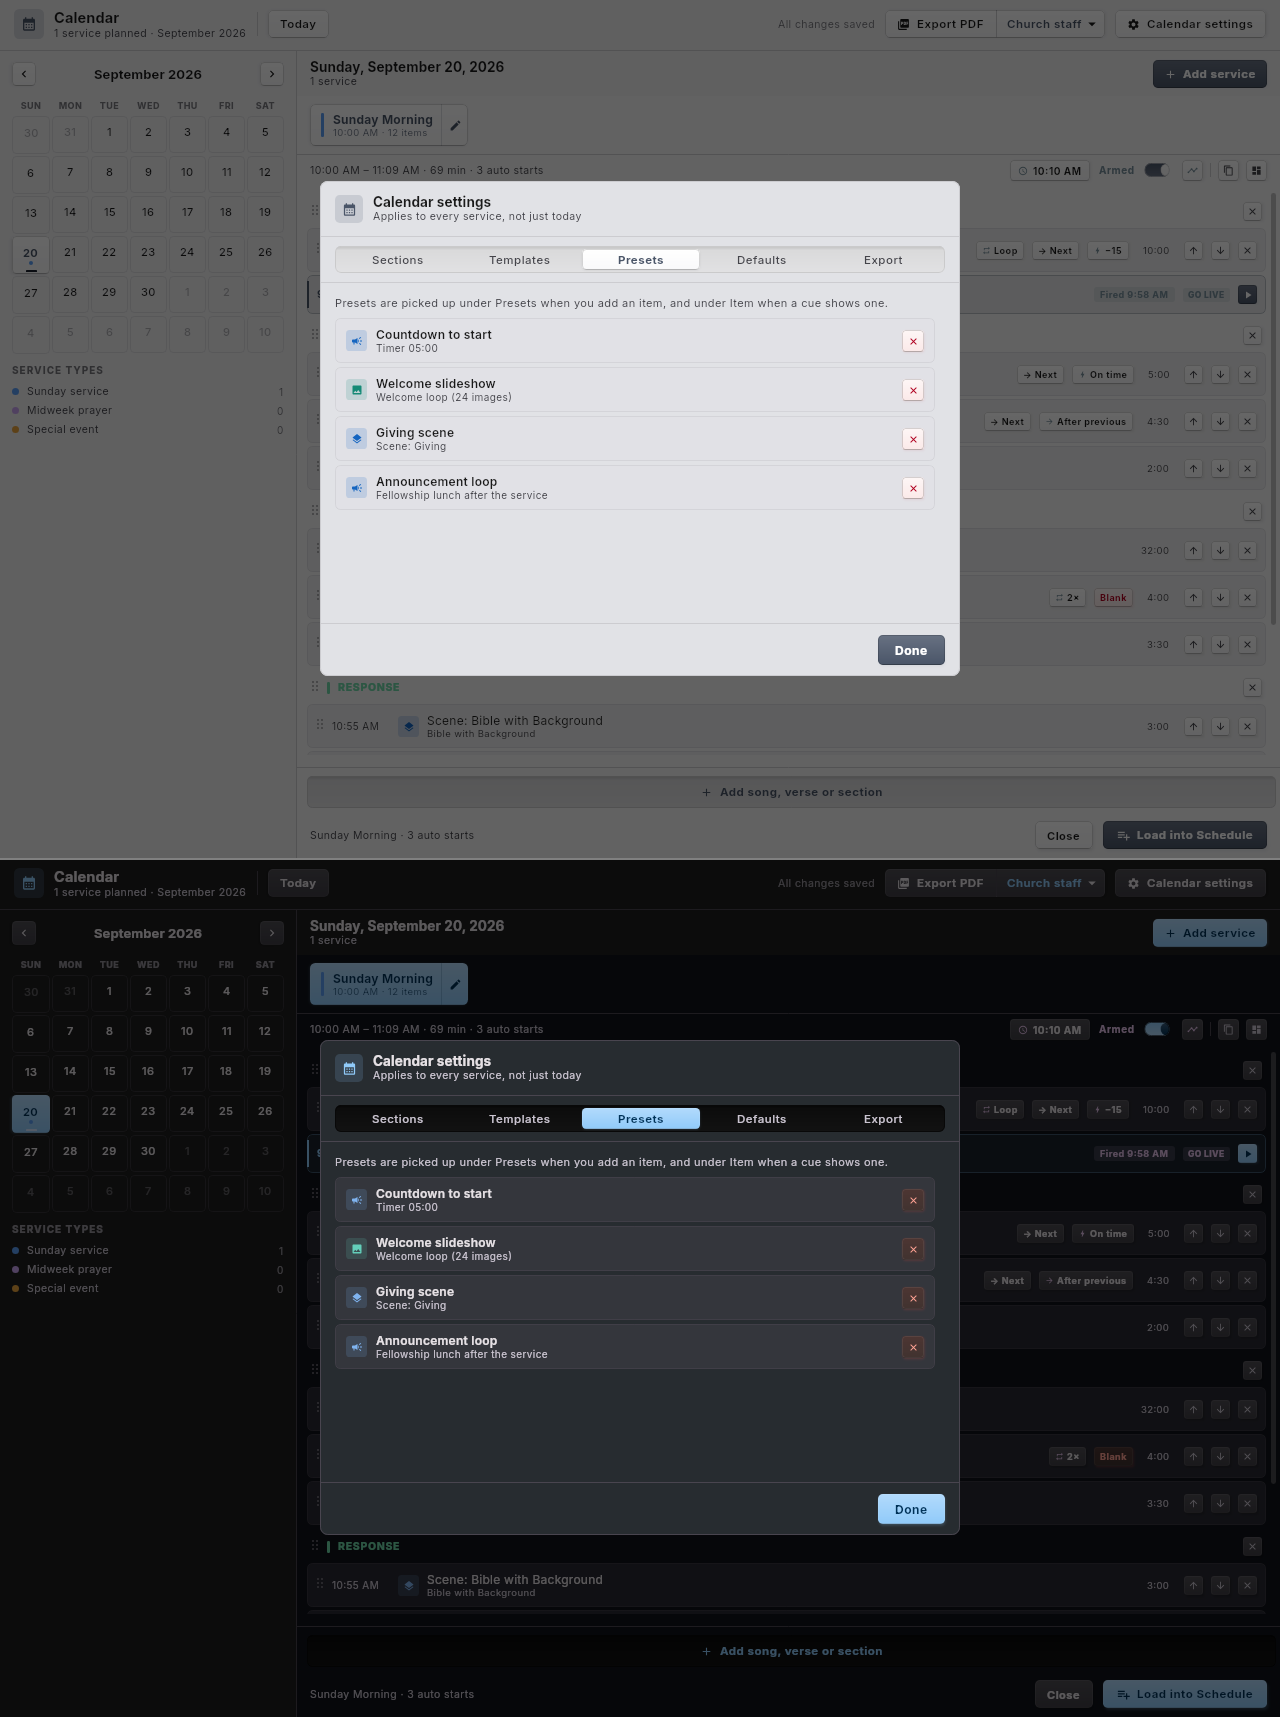 Calendar
1 service planned · September 2026
Today
All changes saved
Export PDF
Church staff
Calendar settings
September 2026
SUN MON TUE WED THU FRI SAT
30 31 1 2 3 4 5
6 7 8 9 10 11 12
13 14 15 16 17 18 19
20 21 22 23 24 25 26
27 28 29 30 1 2 3
4 5 6 7 8 9 10
SERVICE TYPES
Sunday service 1
Midweek prayer 0
Special event 0
Sunday, September 20, 2026
1 service
Add service
Sunday Morning
10:00 AM · 12 items
10:00 AM – 11:09 AM · 69 min · 3 auto starts
10:10 AM
Armed
Loop Next −15 10:00
Fired 9:58 AM GO LIVE
Next On time 5:00
Next After previous 4:30
2:00
32:00
2× Blank 4:00
3:30
Calendar settings
Applies to every service, not just today
Sections Templates Presets Defaults Export
Presets are picked up under Presets when you add an item, and under Item when a cue shows one.
Countdown to start
Timer 05:00
Welcome slideshow
Welcome loop (24 images)
Giving scene
Scene: Giving
Announcement loop
Fellowship lunch after the service
Done
RESPONSE
10:55 AM
Scene: Bible with Background
Bible with Background
3:00
Add song, verse or section
Sunday Morning · 3 auto starts
Close
Load into Schedule
Calendar
1 service planned · September 2026
Today
All changes saved
Export PDF
Church staff
Calendar settings
September 2026
SUN MON TUE WED THU FRI SAT
30 31 1 2 3 4 5
6 7 8 9 10 11 12
13 14 15 16 17 18 19
20 21 22 23 24 25 26
27 28 29 30 1 2 3
4 5 6 7 8 9 10
SERVICE TYPES
Sunday service 1
Midweek prayer 0
Special event 0
Sunday, September 20, 2026
1 service
Add service
Sunday Morning
10:00 AM · 12 items
10:00 AM – 11:09 AM · 69 min · 3 auto starts
10:10 AM
Armed
Loop Next −15 10:00
Fired 9:58 AM GO LIVE
Next On time 5:00
Next After previous 4:30
2:00
32:00
2× Blank 4:00
3:30
Calendar settings
Applies to every service, not just today
Sections Templates Presets Defaults Export
Presets are picked up under Presets when you add an item, and under Item when a cue shows one.
Countdown to start
Timer 05:00
Welcome slideshow
Welcome loop (24 images)
Giving scene
Scene: Giving
Announcement loop
Fellowship lunch after the service
Done
RESPONSE
10:55 AM
Scene: Bible with Background
Bible with Background
3:00
Add song, verse or section
Sunday Morning · 3 auto starts
Close
Load into Schedule